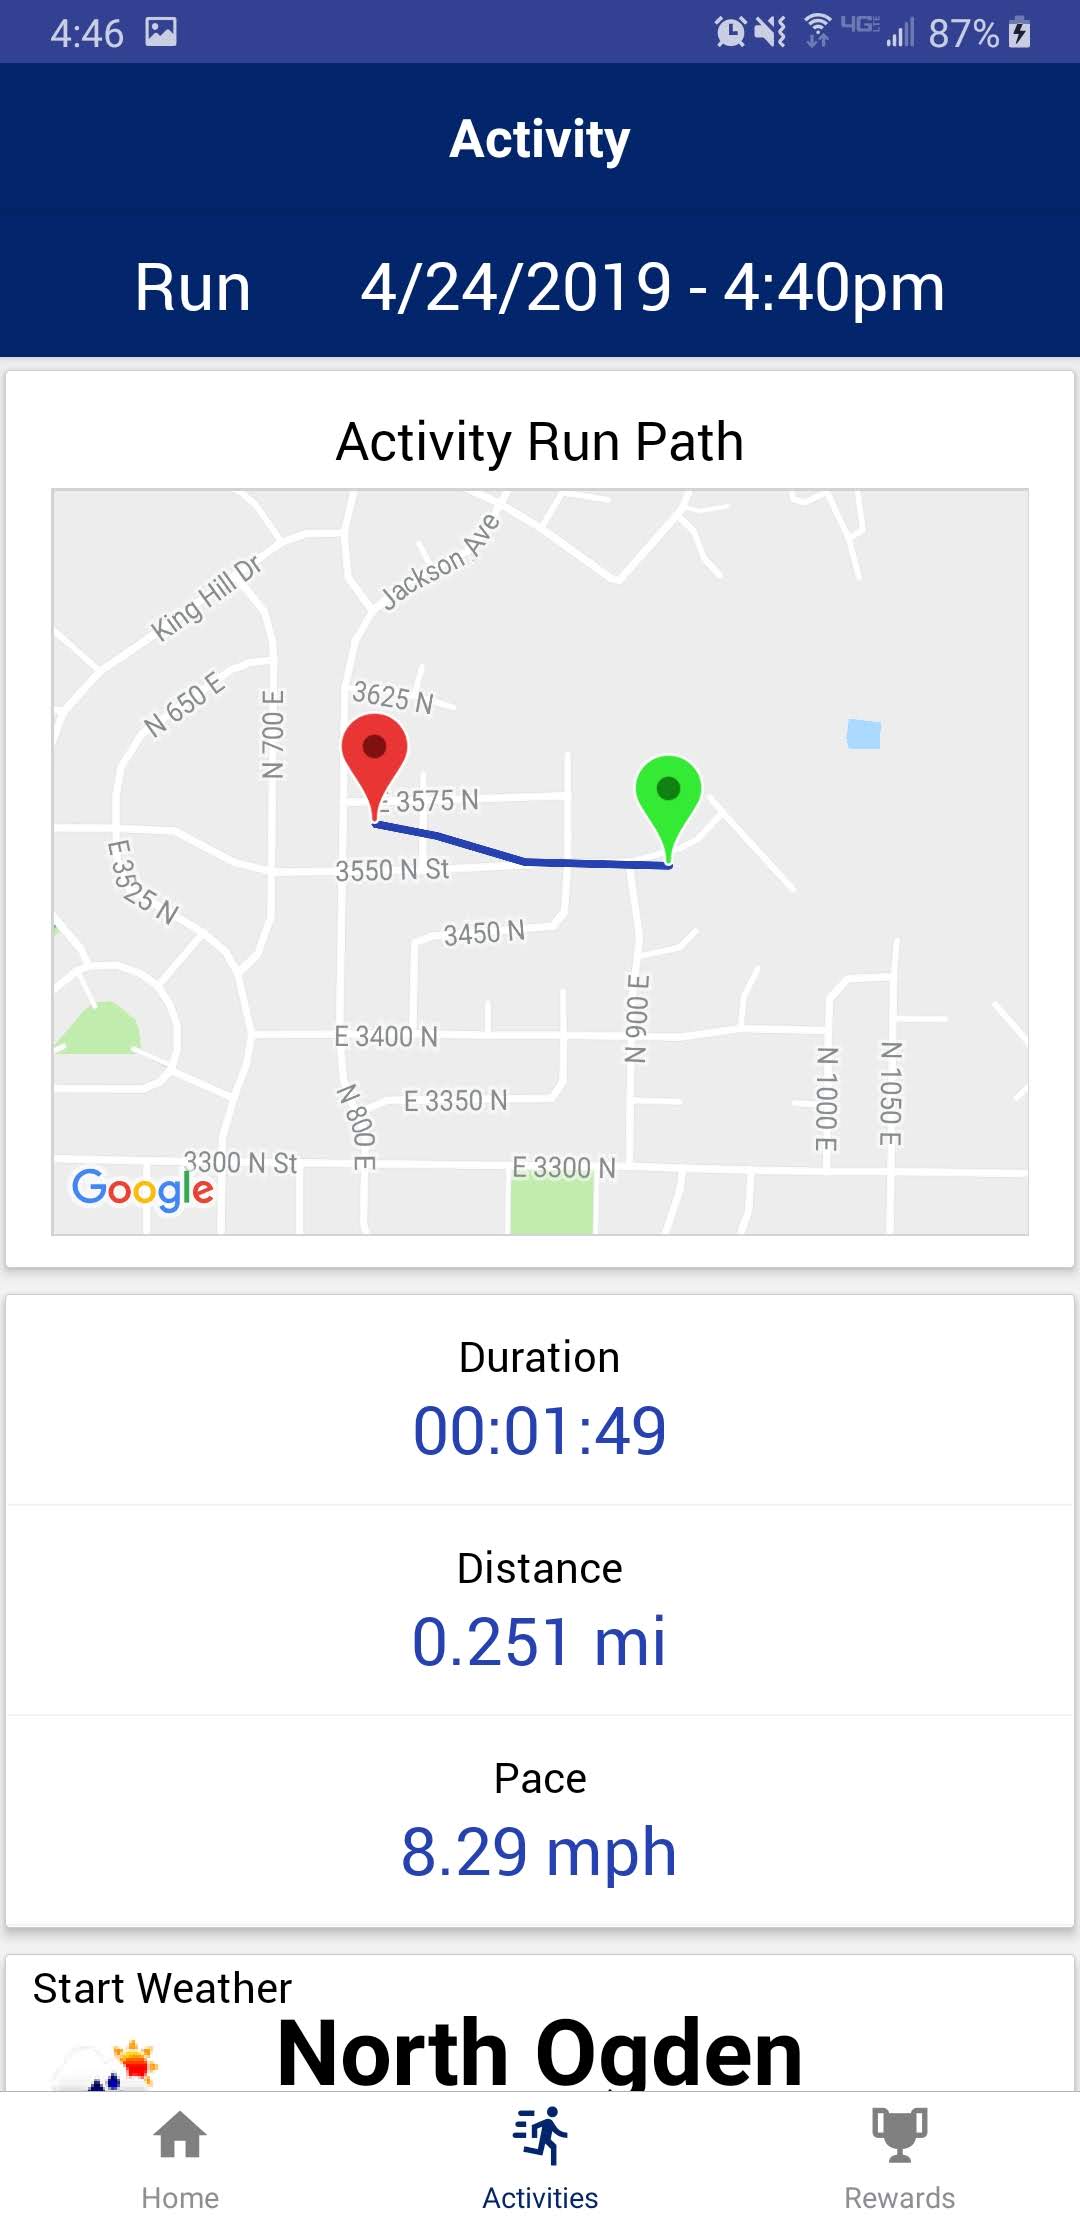 4:46 4G LTE 87%
Activity
Run 4/24/2019 - 4:40pm
Activity Run Path
Jackson Ave
King Hill Dr
N 650 E
3625 N
N 700 E
E 3575 N
3550 N St
E 3525 N
3450 N
N 900 E
E 3400 N
N 1000 E
N 1050 E
N 800 E
E 3350 N
3300 N St
E 3300 N
Google
Duration
00:01:49
Distance
0.251 mi
Pace
8.29 mph
Start Weather
North Ogden
Home Activities Rewards